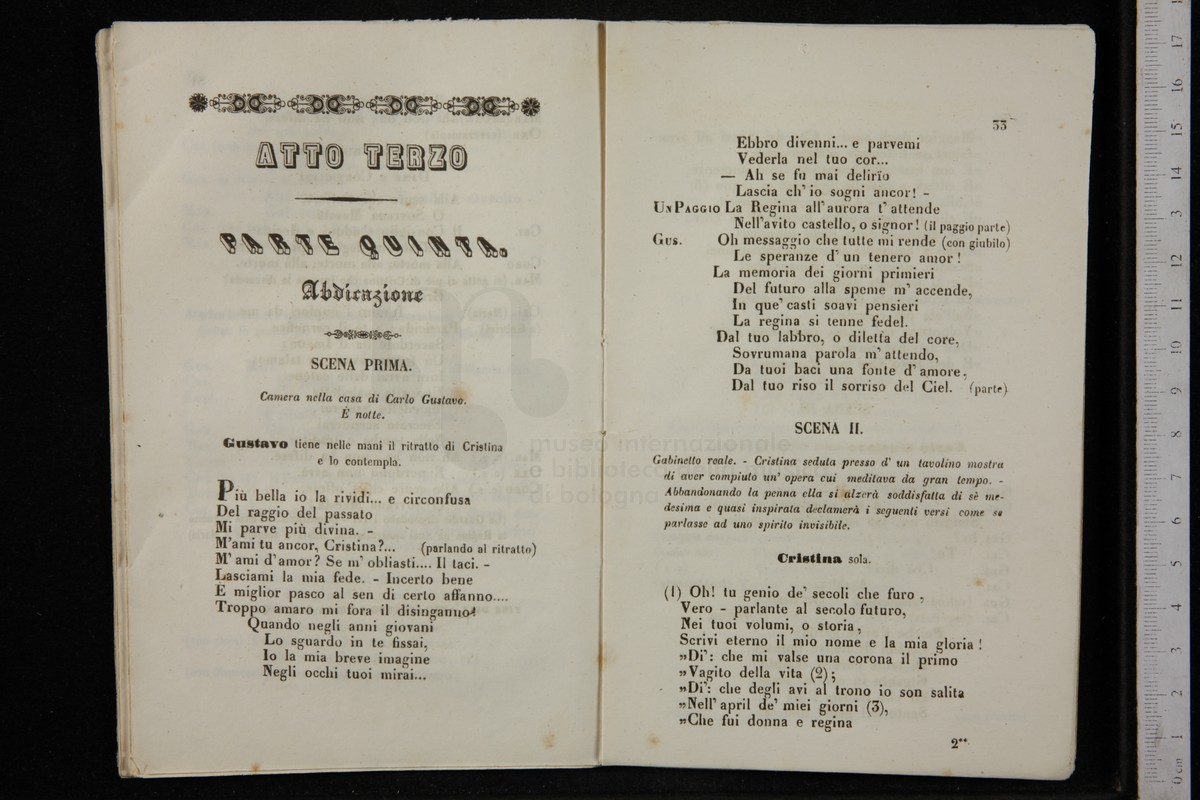 ATTO TERZO
PARTE QUINTA.
Abdicazione
SCENA PRIMA.
Camera nella casa di Carlo Gustavo.
È notte.
Gustavo tiene nelle mani il ritratto di Cristina
e lo contempla.
Più bella io la rividi... e circonfusa
Del raggio del passato
Mi parve più divina. -
M'ami tu ancor, Cristina?... (parlando al ritratto)
M' ami d'amor? Se m' obliasti.... Il taci. -
Lasciami la mia fede. - Incerto bene
È miglior pasco al sen di certo affanno....
Troppo amaro mi fora il disinganno!
Quando negli anni giovani
Lo sguardo in te fissai,
Io la mia breve imagine
Negli occhi tuoi mirai...
33
Ebbro divenni... e parvemi
Vederla nel tuo cor...
— Ah se fu mai delirïo
Lascia ch' io sogni ancor! -
UN PAGGIO La Regina all' aurora t' attende
Nell'avito castello, o signor! (il paggio parte)
GUS. Oh messaggio che tutte mi rende (con giubilo)
Le speranze d' un tenero amor!
La memoria dei giorni primieri
Del futuro alla speme m' accende,
In que' casti soavi pensieri
La regina si tenne fedel.
Dal tuo labbro, o diletta del core,
Sovrumana parola m' attendo,
Da tuoi baci una fonte d' amore,
Dal tuo riso il sorriso del Ciel. (parte)
SCENA II.
Gabinetto reale. - Cristina seduta presso d' un tavolino mostra
di aver compiuto un' opera cui meditava da gran tempo. -
Abbandonando la penna ella si alzerà soddisfatta di sè me-
desima e quasi inspirata declamerà i seguenti versi come se
parlasse ad uno spirito invisibile.
Cristina sola.
(1) Oh! tu genio de' secoli che furo,
Vero - parlante al secolo futuro,
Nei tuoi volumi, o storia,
Scrivi eterno il mio nome e la mia gloria!
„Di': che mi valse una corona il primo
„Vagito della vita (2);
„Di': che degli avi al trono io son salita
„Nell' april de' miei giorni (3),
„Che fui donna e regina
2**
museo internazionale
e biblioteca della musica
di bologna